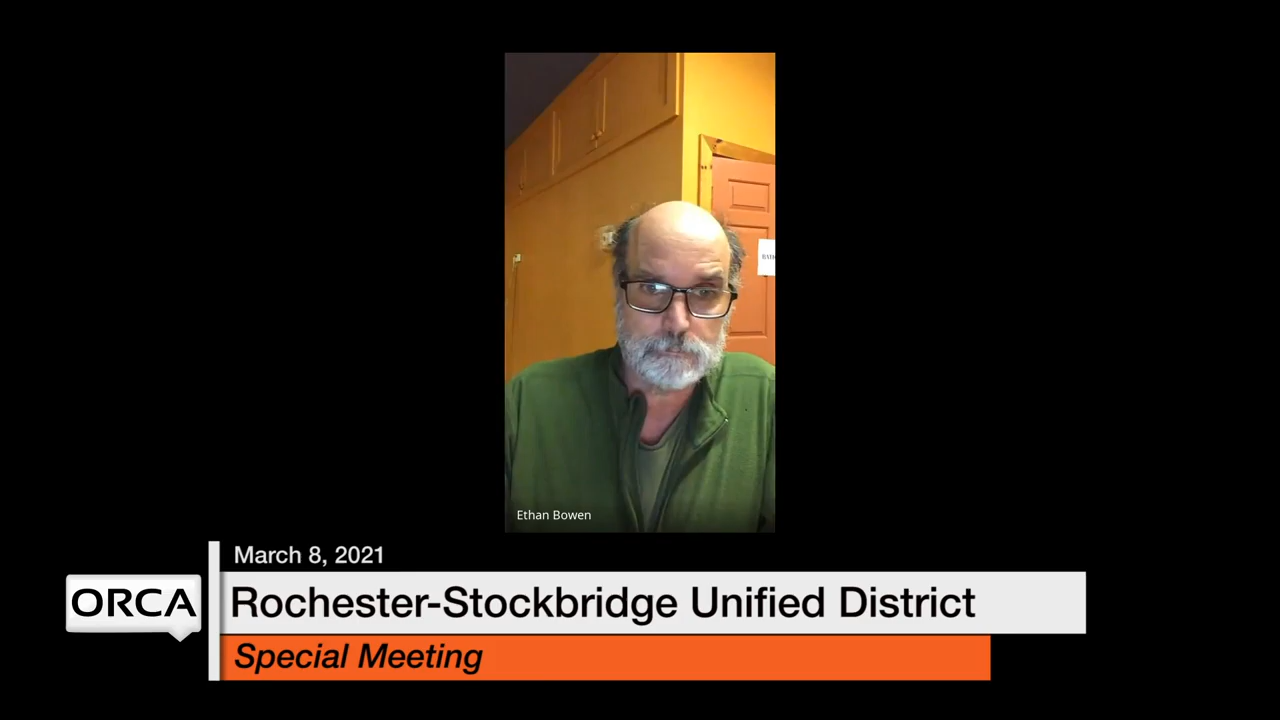 Ethan Bowen
March 8, 2021
ORCA
Rochester-Stockbridge Unified District
Special Meeting